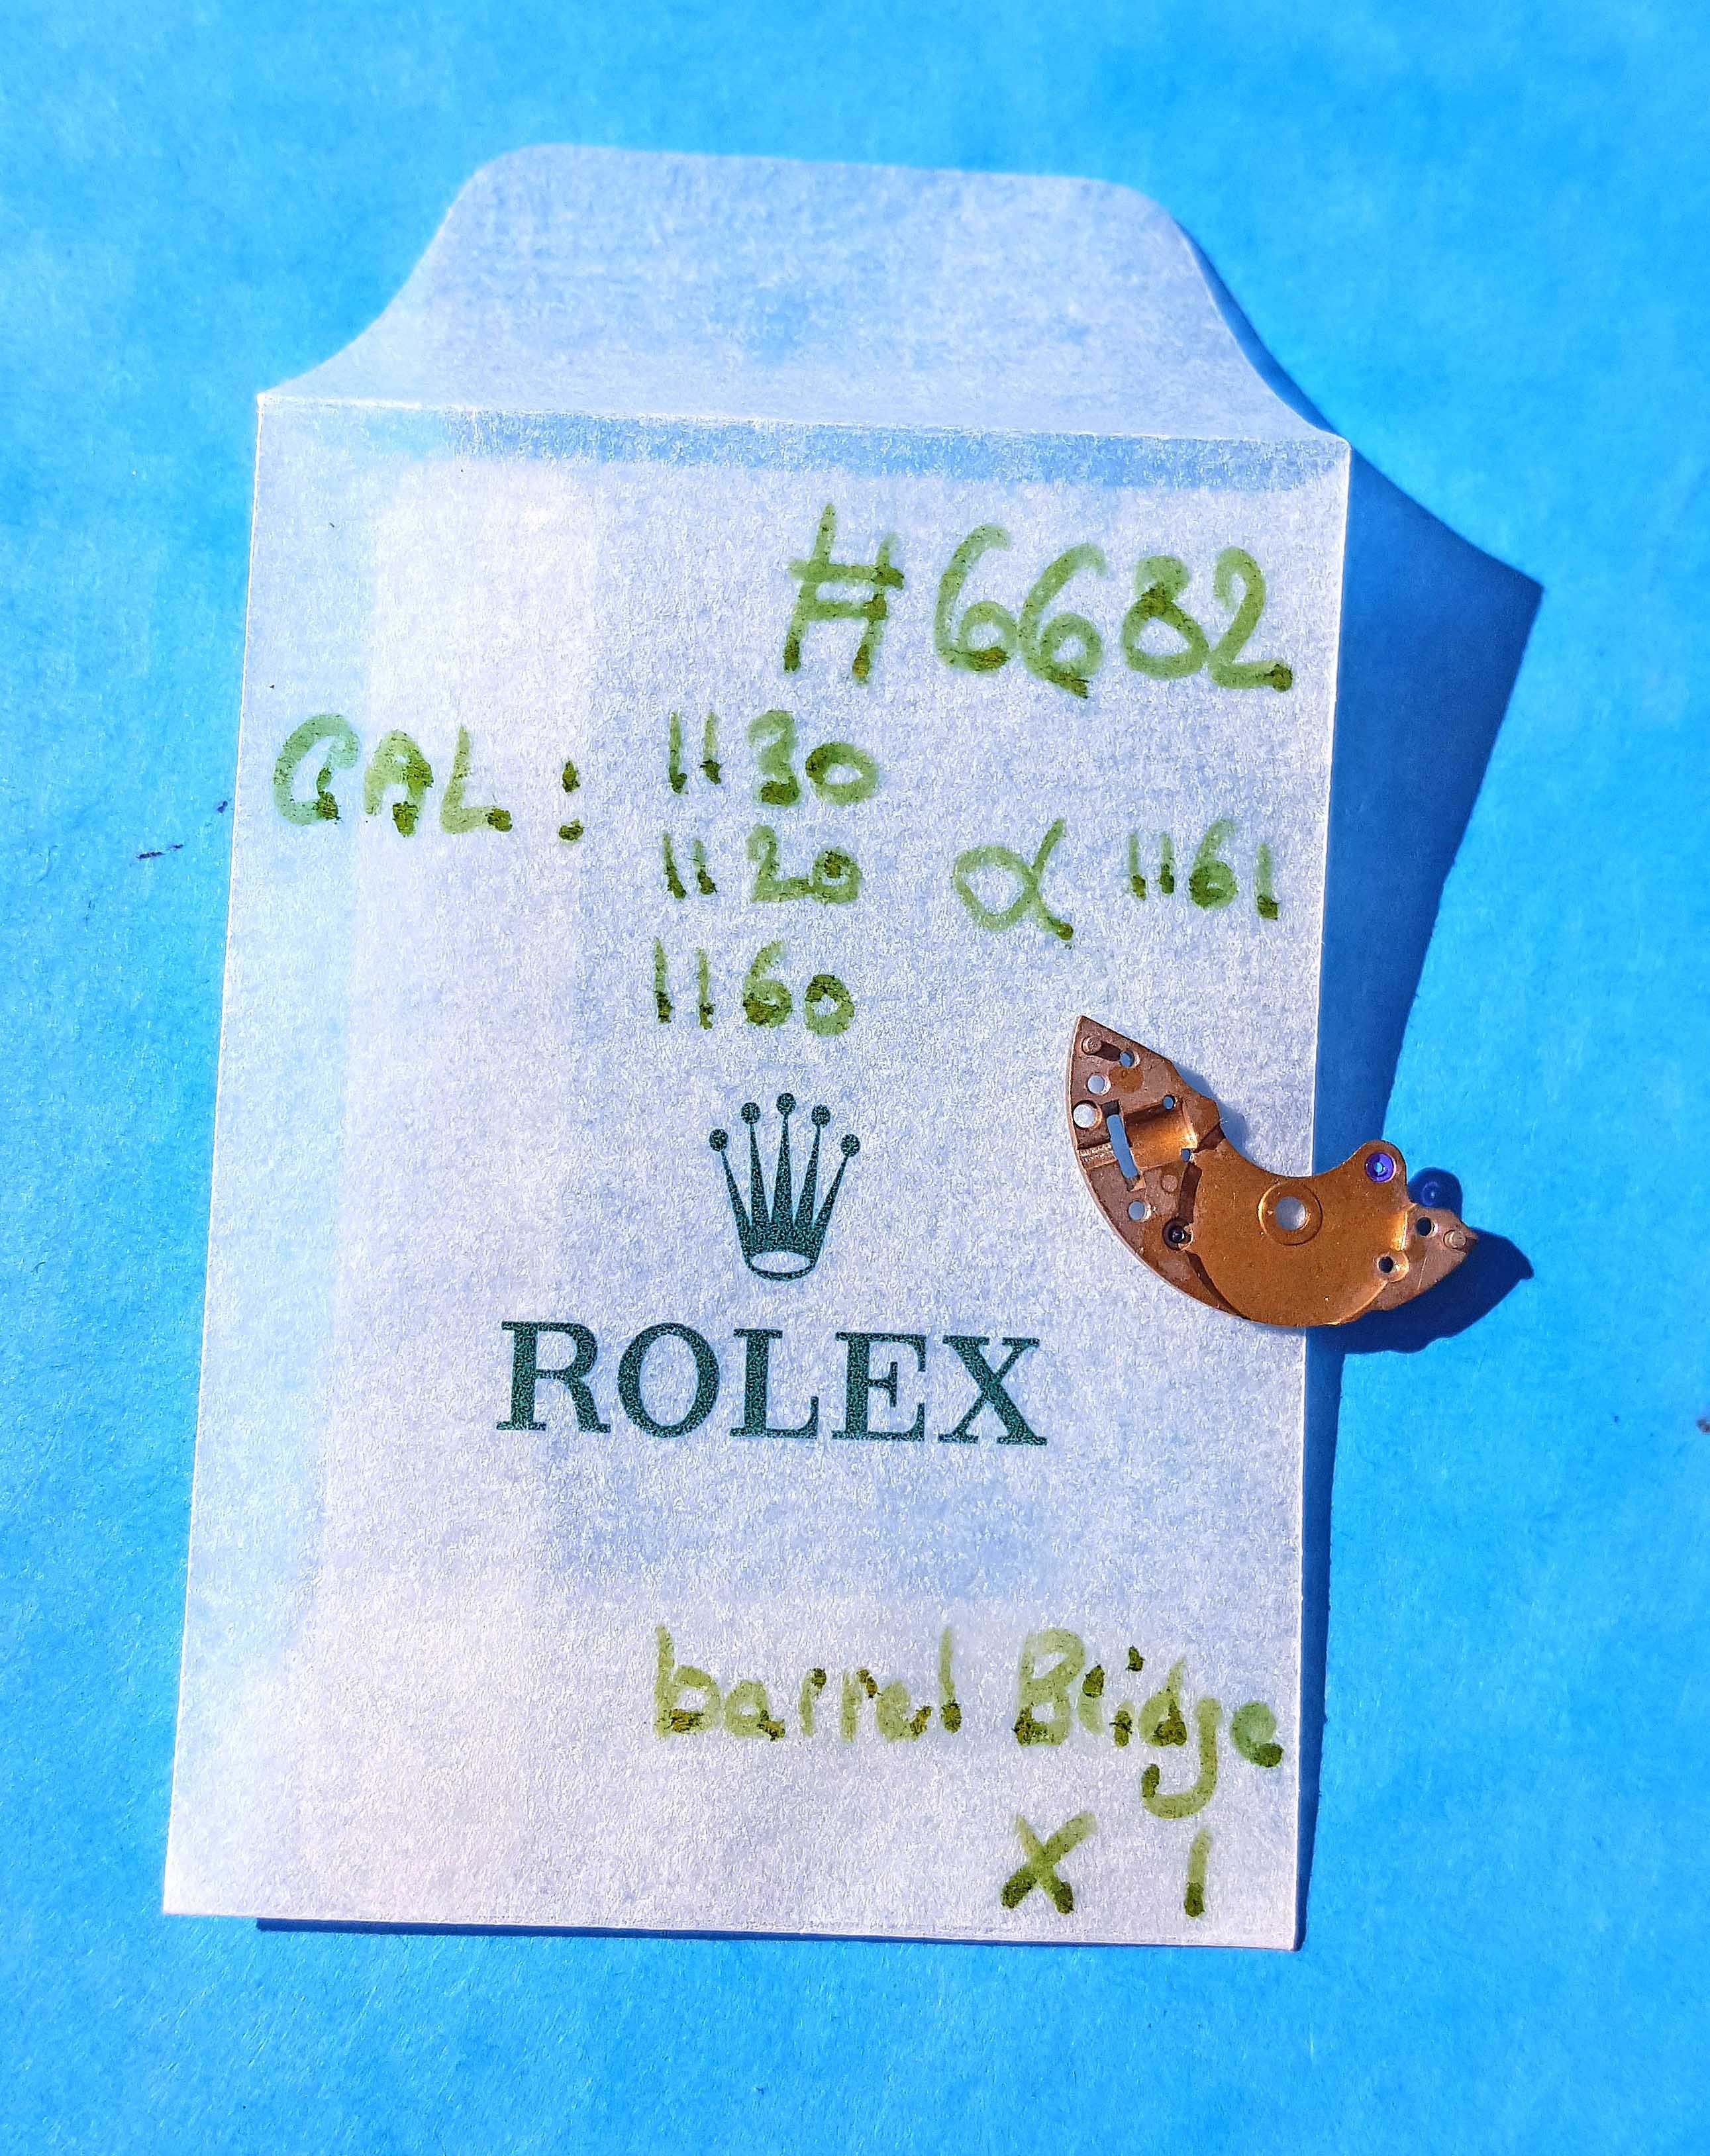 #6682
CAL: 1130
1120 & 1161
1160
ROLEX
barrel Bridge
X 1